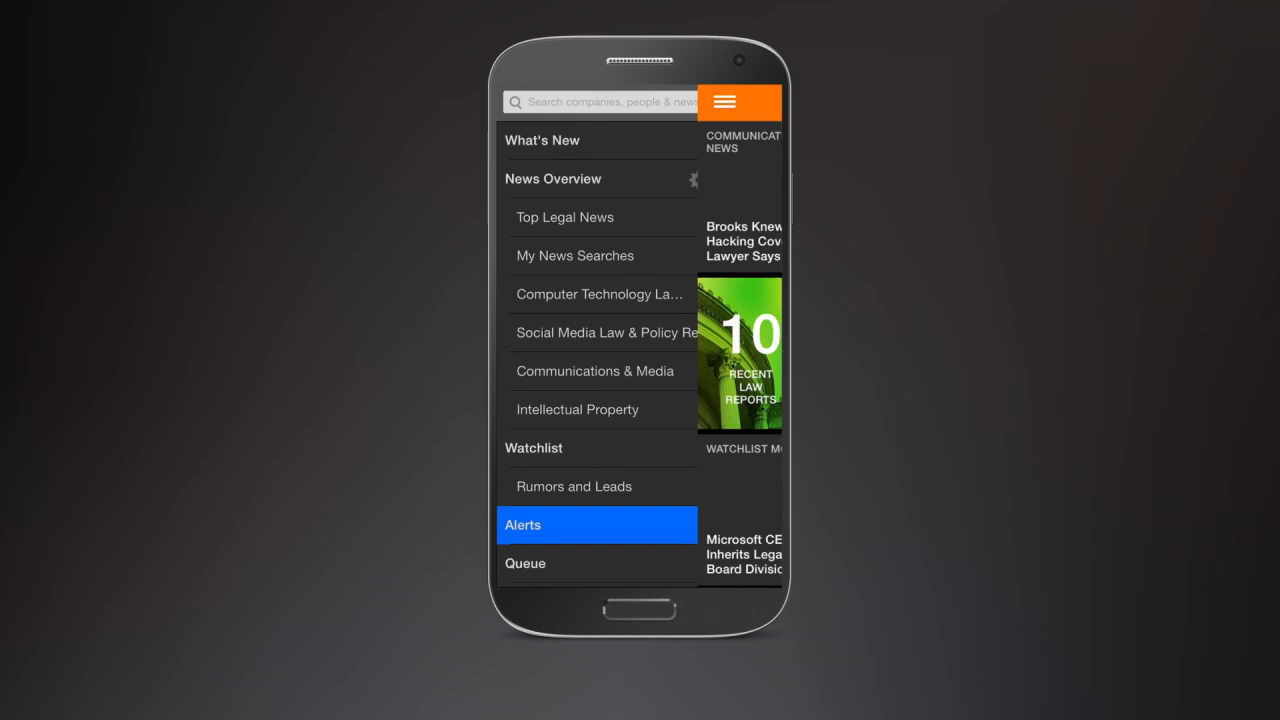 Search companies, people & news
What's New
News Overview
Top Legal News
My News Searches
Computer Technology La...
Social Media Law & Policy Re
Communications & Media
Intellectual Property
Watchlist
Rumors and Leads
Alerts
Queue
COMMUNICAT
NEWS
Brooks Knew
Hacking Cov
Lawyer Says
10
RECENT
LAW
REPORTS
WATCHLIST M
Microsoft CE
Inherits Lega
Board Divisio